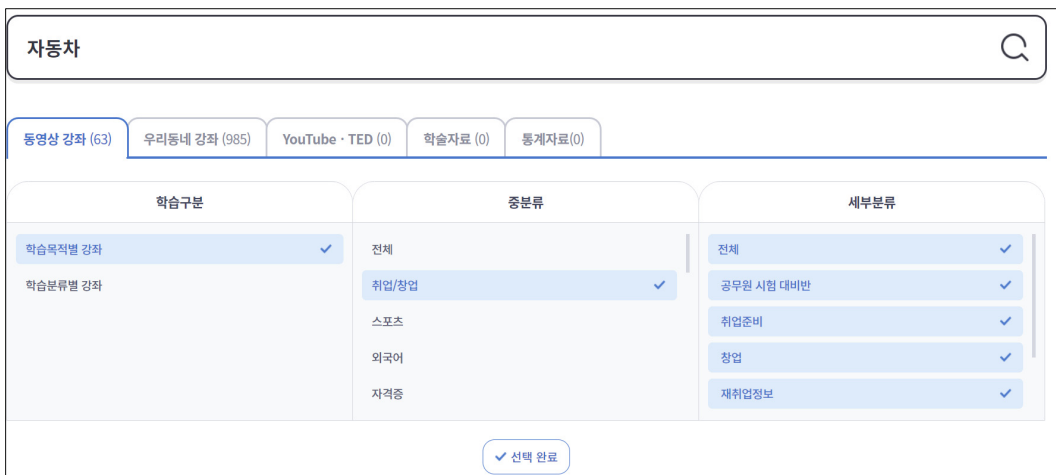 자동차
동영상 강좌 (63) 우리동네 강좌 (985) YouTube · TED (0) 학술자료 (0) 통계자료(0)
학습구분 중분류 세부분류
학습목적별 강좌 전체 전체
학습분류별 강좌 취업/창업 공무원 시험 대비반
스포츠 취업준비
외국어 창업
자격증 재취업정보
선택 완료